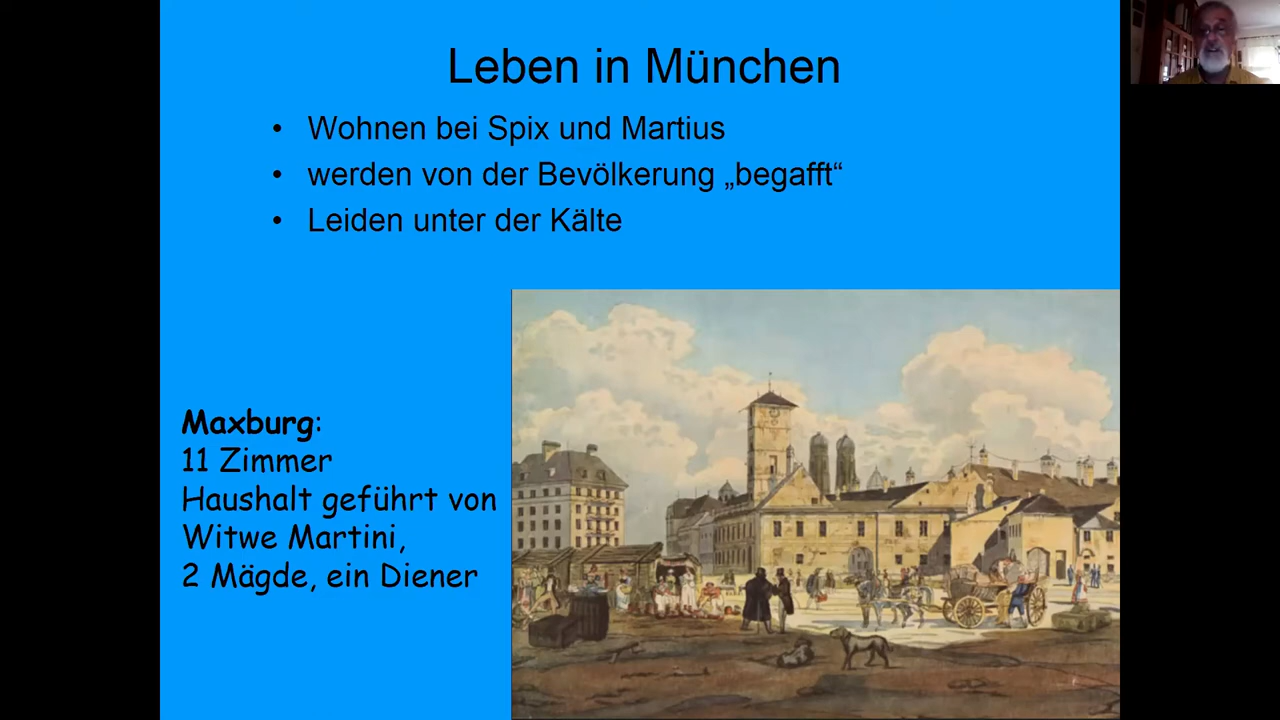 Leben in München
• Wohnen bei Spix und Martius
• werden von der Bevölkerung „begafft“
• Leiden unter der Kälte
Maxburg:
11 Zimmer
Haushalt geführt von
Witwe Martini,
2 Mägde, ein Diener